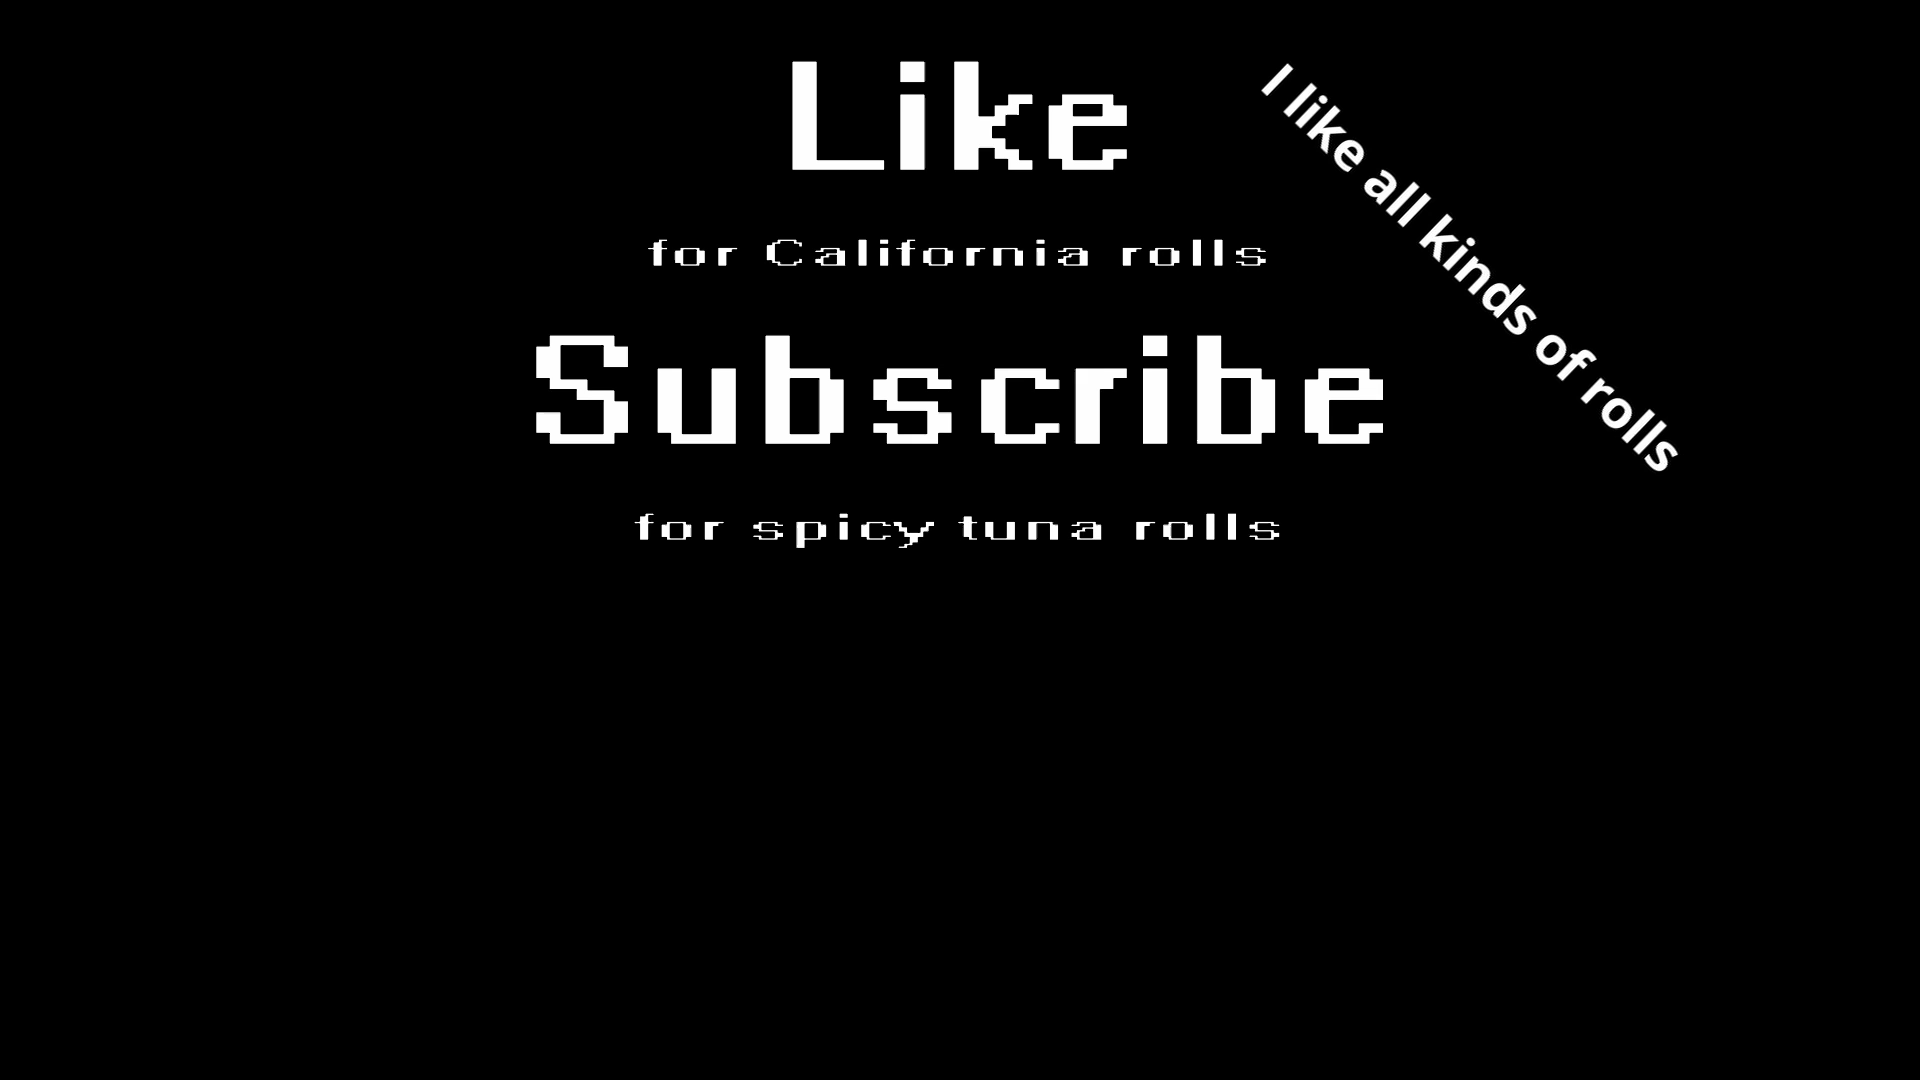 Like
for California rolls
Subscribe
for spicy tuna rolls
I like all kinds of rolls